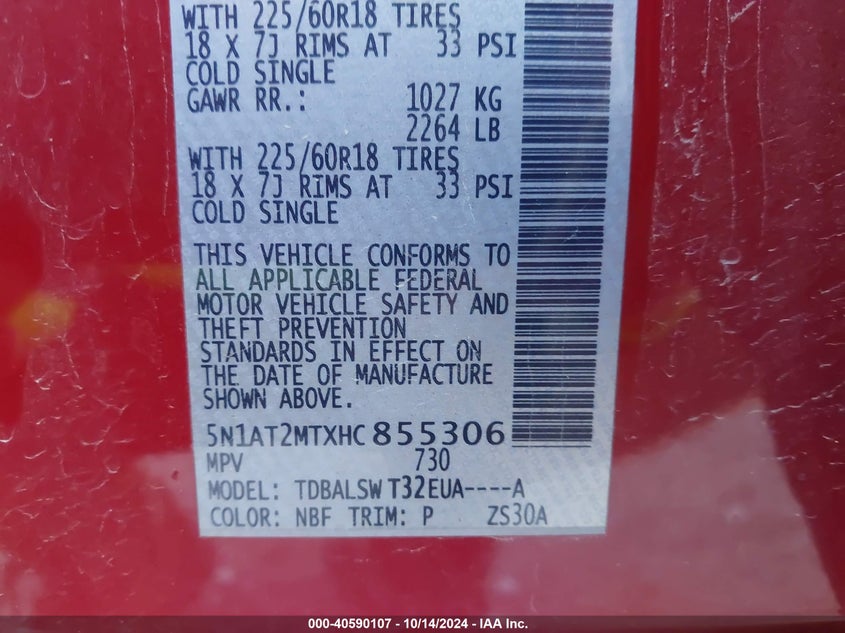 WITH 225/60R18 TIRES
18 X 7J RIMS AT 33 PSI
COLD SINGLE
GAWR RR.: 1027 KG
2264 LB
WITH 225/60R18 TIRES
18 X 7J RIMS AT 33 PSI
COLD SINGLE
THIS VEHICLE CONFORMS TO
ALL APPLICABLE FEDERAL
MOTOR VEHICLE SAFETY AND
THEFT PREVENTION
STANDARDS IN EFFECT ON
THE DATE OF MANUFACTURE
SHOWN ABOVE.
5N1AT2MTXHC855306
MPV 730
MODEL: TDBALSWT32EUA----A
COLOR: NBF TRIM: P ZS30A
000-40590107 - 10/14/2024 - IAA Inc.